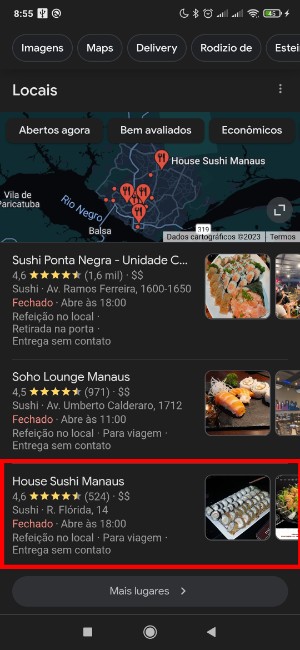 8:55
45
Imagens
Maps
Delivery
Rodizio de
Estei
Locais
Abertos agora
Bem avaliados
Econômicos
House Sushi Manaus
Vila de
Paricatuba
Rio Negro
Balsa
319
Dados cartográficos ©2023
Termos
Sushi Ponta Negra - Unidade C...
4,6 (1,6 mil) · $$
Sushi · Av. Ramos Ferreira, 1600-1650
Fechado · Abre às 18:00
Refeição no local ·
Retirada na porta ·
Entrega sem contato
Soho Lounge Manaus
4,5 (971) · $$
Sushi · Av. Umberto Calderaro, 1712
Fechado · Abre às 11:00
Refeição no local · Para viagem ·
Entrega sem contato
House Sushi Manaus
4,6 (524) · $$
Sushi · R. Flórida, 14
Fechado · Abre às 18:00
Refeição no local · Para viagem ·
Entrega sem contato
Mais lugares